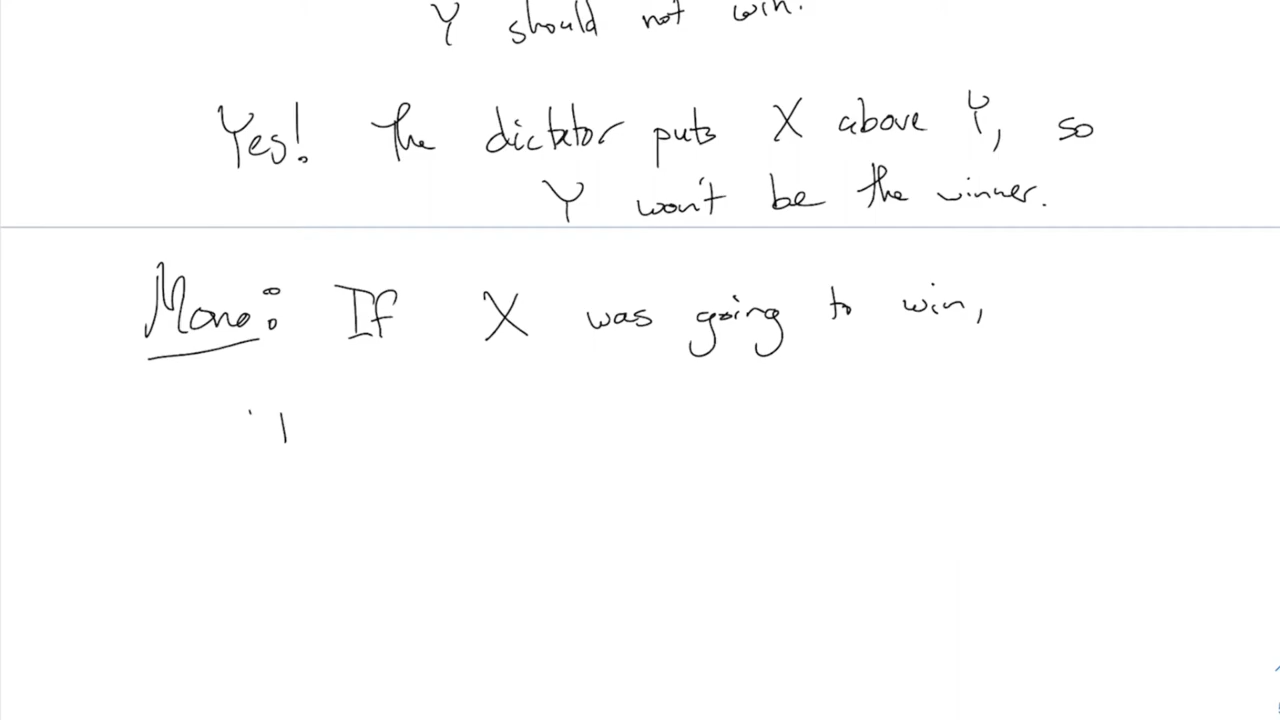 Y should not win.
Yes! The dictator puts X above Y, so
Y won't be the winner.
Mono: If X was going to win,